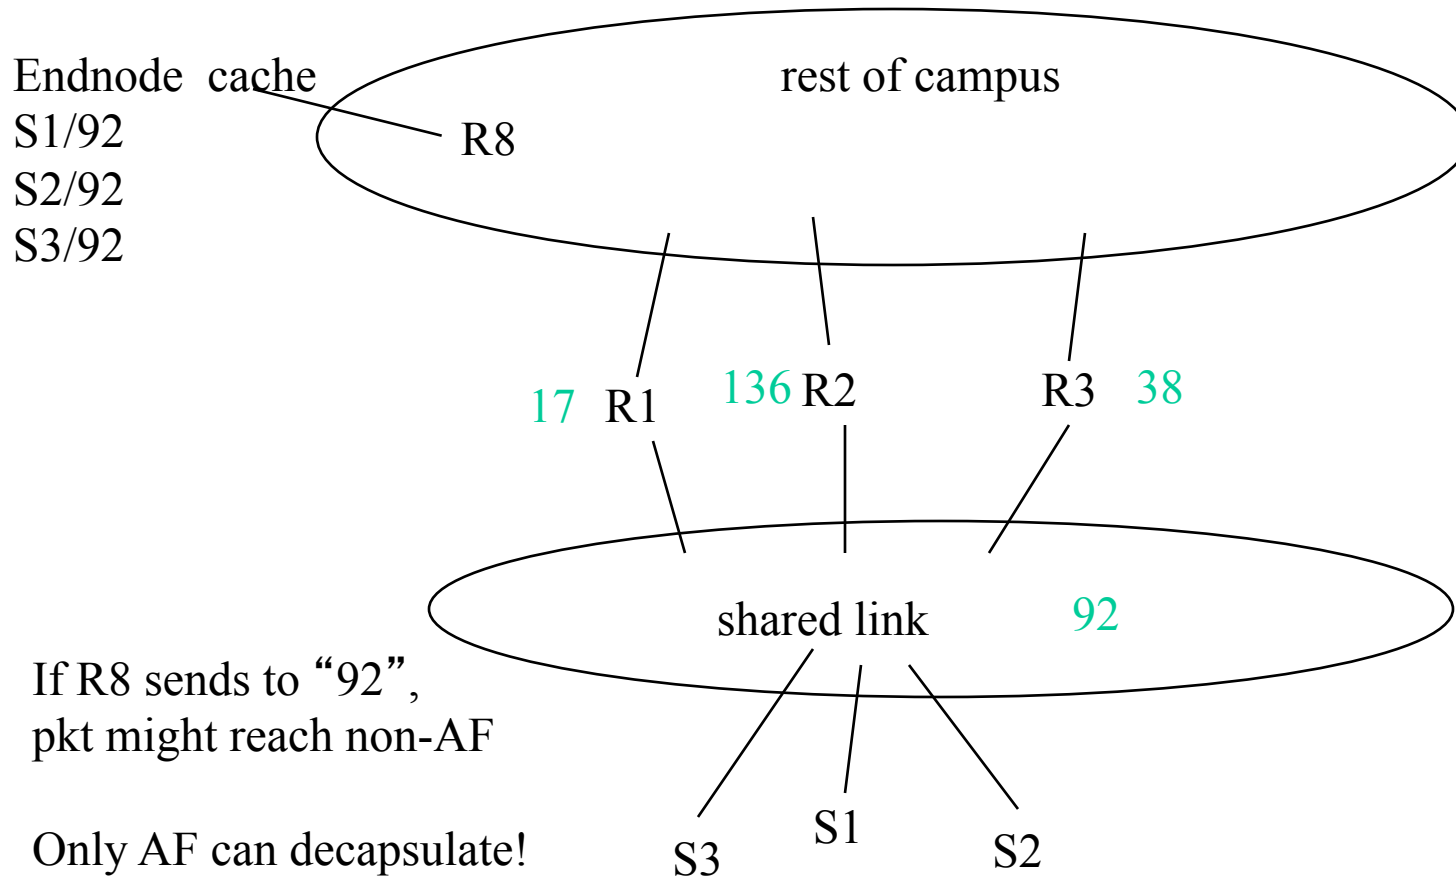 Endnode cache
S1/92
S2/92
S3/92
rest of campus
R8
17 R1
136 R2
R3 38
shared link 92
If R8 sends to “92”,
pkt might reach non-AF
Only AF can decapsulate!
S3
S1
S2